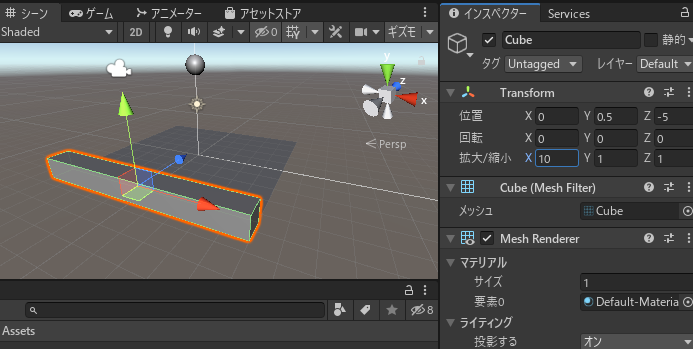 シーン ゲーム アニメーター アセットストア
Shaded 2D 0 ギズモ
y
z
x
Persp
8
Assets
インスペクター Services
Cube 静的
タグ Untagged レイヤー Default
Transform
位置 X 0 Y 0.5 Z -5
回転 X 0 Y 0 Z 0
拡大/縮小 X 10 Y 1 Z 1
Cube (Mesh Filter)
メッシュ Cube
Mesh Renderer
マテリアル
サイズ 1
要素0 Default-Materia
ライティング
投影する オン